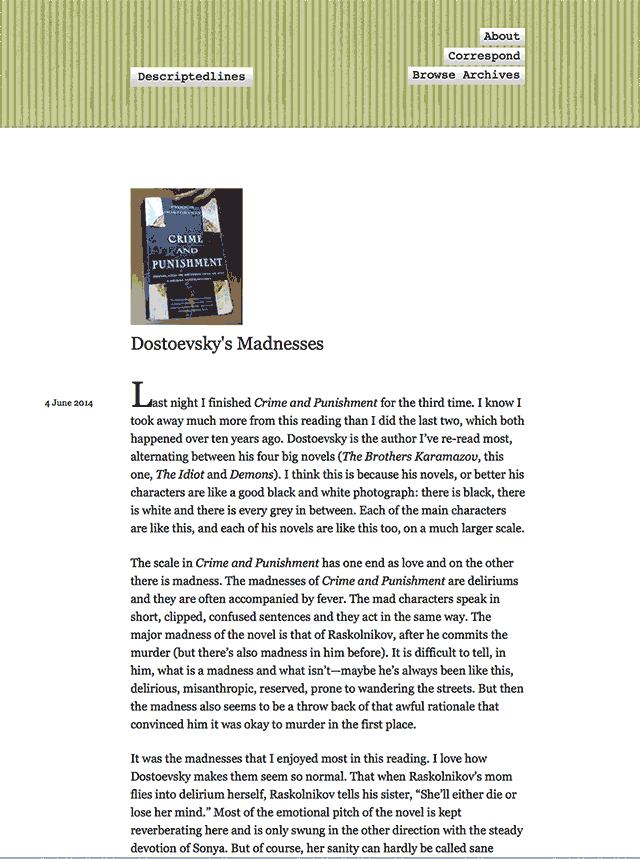 About
Correspond
Descriptedlines
Browse Archives
CRIME
AND
PUNISHMENT
Dostoevsky's Madnesses
4 June 2014
Last night I finished Crime and Punishment for the third time. I know I
took away much more from this reading than I did the last two, which both
happened over ten years ago. Dostoevsky is the author I've re-read most,
alternating between his four big novels (The Brothers Karamazov, this
one, The Idiot and Demons). I think this is because his novels, or better his
characters are like a good black and white photograph: there is black, there
is white and there is every grey in between. Each of the main characters
are like this, and each of his novels are like this too, on a much larger scale.
The scale in Crime and Punishment has one end as love and on the other
there is madness. The madnesses of Crime and Punishment are deliriums
and they are often accompanied by fever. The mad characters speak in
short, clipped, confused sentences and they act in the same way. The
major madness of the novel is that of Raskolnikov, after he commits the
murder (but there's also madness in him before). It is difficult to tell, in
him, what is a madness and what isn't—maybe he's always been like this,
delirious, misanthropic, reserved, prone to wandering the streets. But then
the madness also seems to be a throw back of that awful rationale that
convinced him it was okay to murder in the first place.
It was the madnesses that I enjoyed most in this reading. I love how
Dostoevsky makes them seem so normal. That when Raskolnikov's mom
flies into delirium herself, Raskolnikov tells his sister, "She'll either die or
lose her mind." Most of the emotional pitch of the novel is kept
reverberating here and is only swung in the other direction with the steady
devotion of Sonya. But of course, her sanity can hardly be called sane